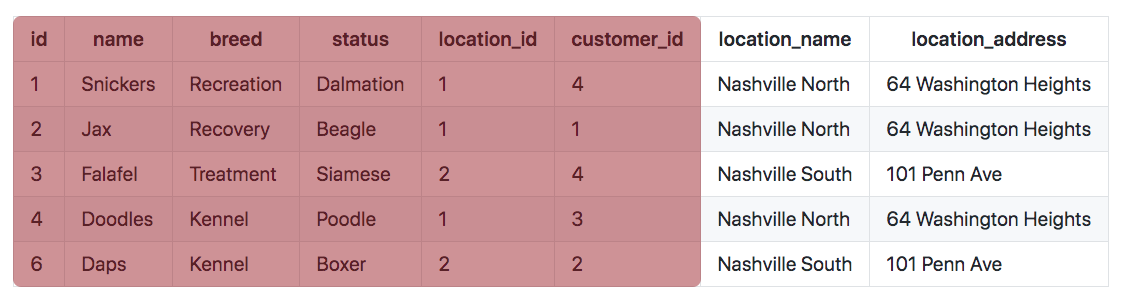 id name breed status location_id customer_id location_name location_address
1 Snickers Recreation Dalmation 1 4 Nashville North 64 Washington Heights
2 Jax Recovery Beagle 1 1 Nashville North 64 Washington Heights
3 Falafel Treatment Siamese 2 4 Nashville South 101 Penn Ave
4 Doodles Kennel Poodle 1 3 Nashville North 64 Washington Heights
6 Daps Kennel Boxer 2 2 Nashville South 101 Penn Ave